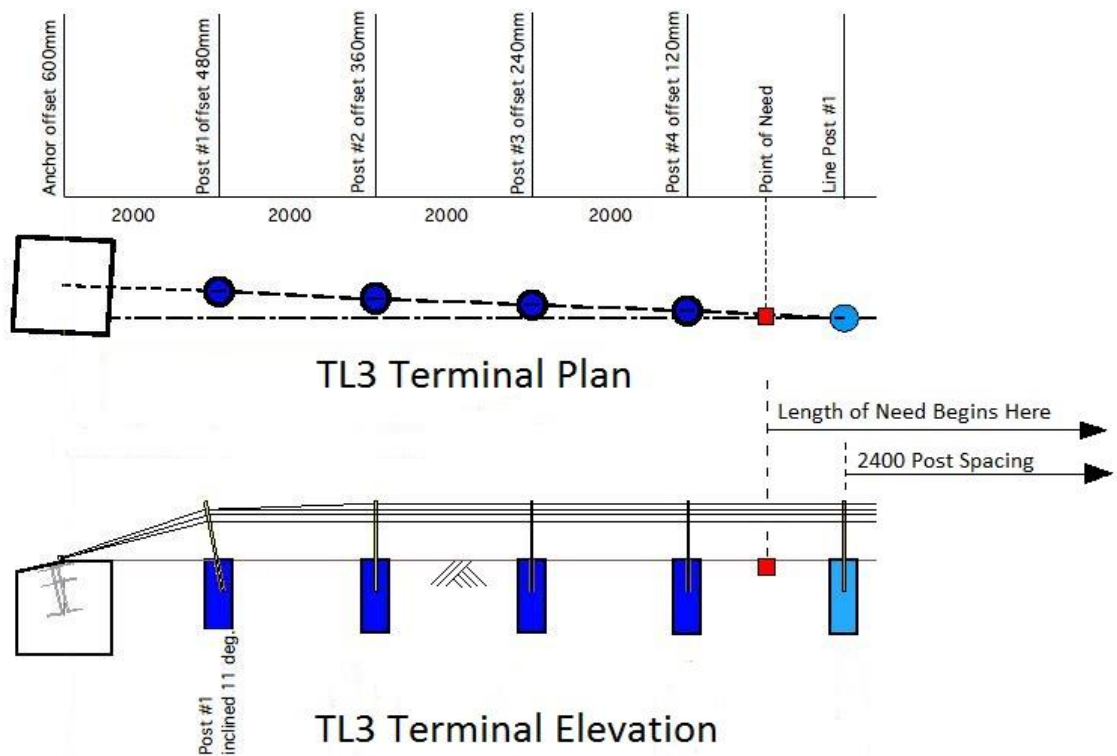 Anchor offset 600mm
Post #1 offset 480mm
Post #2 offset 360mm
Post #3 offset 240mm
Post #4 offset 120mm
Point of Need
Line Post #1
2000
2000
2000
2000
TL3 Terminal Plan
Length of Need Begins Here
2400 Post Spacing
Post #1
inclined 11 deg.
TL3 Terminal Elevation